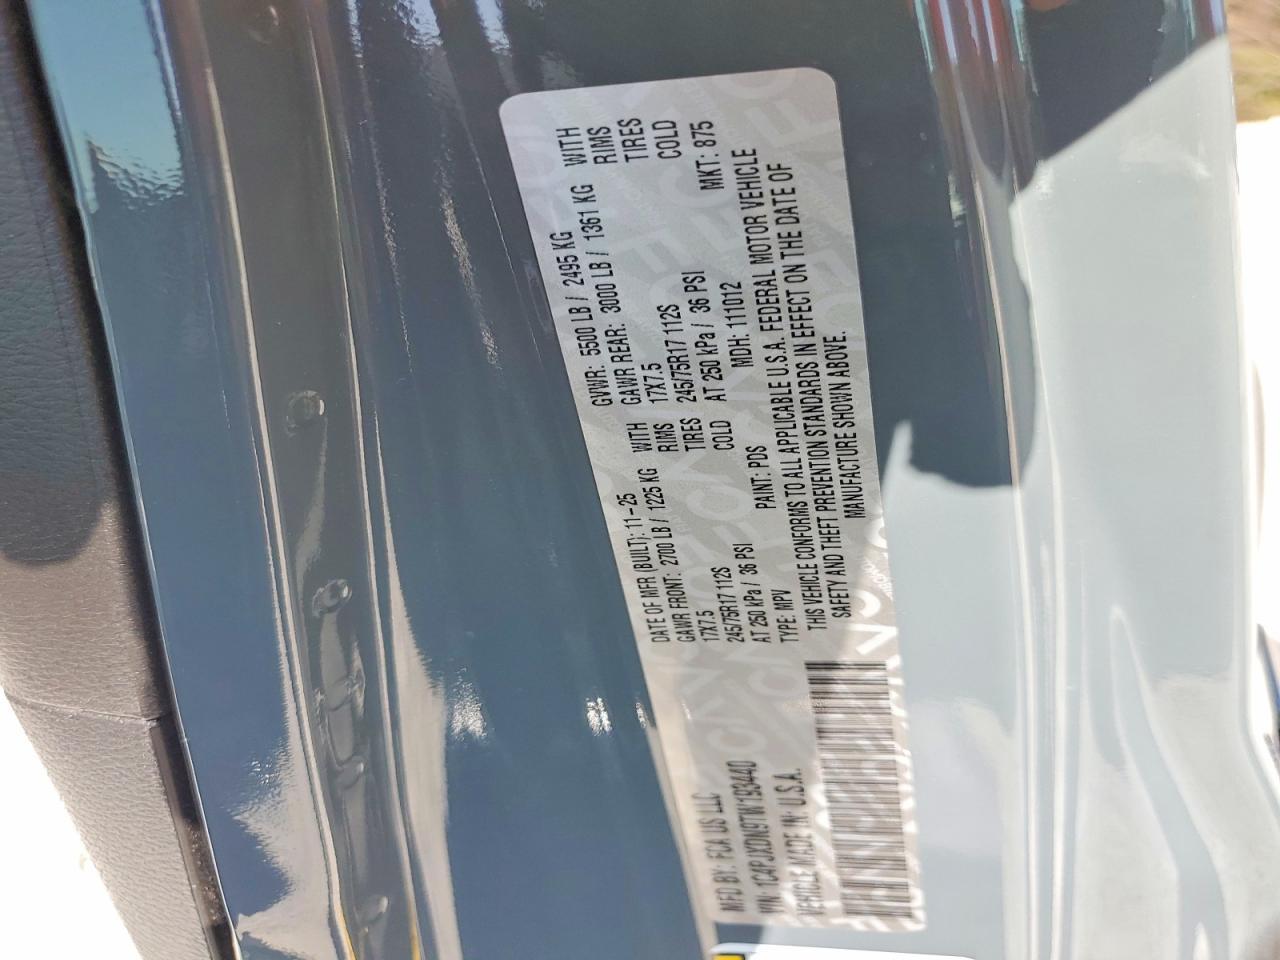 MFD BY: FCA US LLC
DATE OF MFR (BUILT): 11-25
GVWR: 5500 LB / 2495 KG
GAWR FRONT: 2700 LB / 1225 KG WITH
17X7.5 RIMS
245/75R17 112S TIRES
AT 250 kPa / 36 PSI COLD
GAWR REAR: 3000 LB / 1361 KG WITH
17X7.5 RIMS
245/75R17 112S TIRES
AT 250 kPa / 36 PSI COLD
VIN: 1C4PJXDN9TW193440
TYPE: MPV PAINT: PDS MDH: 111012 MKT: 875
VEHICLE MADE IN U.S.A.
THIS VEHICLE CONFORMS TO ALL APPLICABLE U.S.A. FEDERAL MOTOR VEHICLE
SAFETY AND THEFT PREVENTION STANDARDS IN EFFECT ON THE DATE OF
MANUFACTURE SHOWN ABOVE.